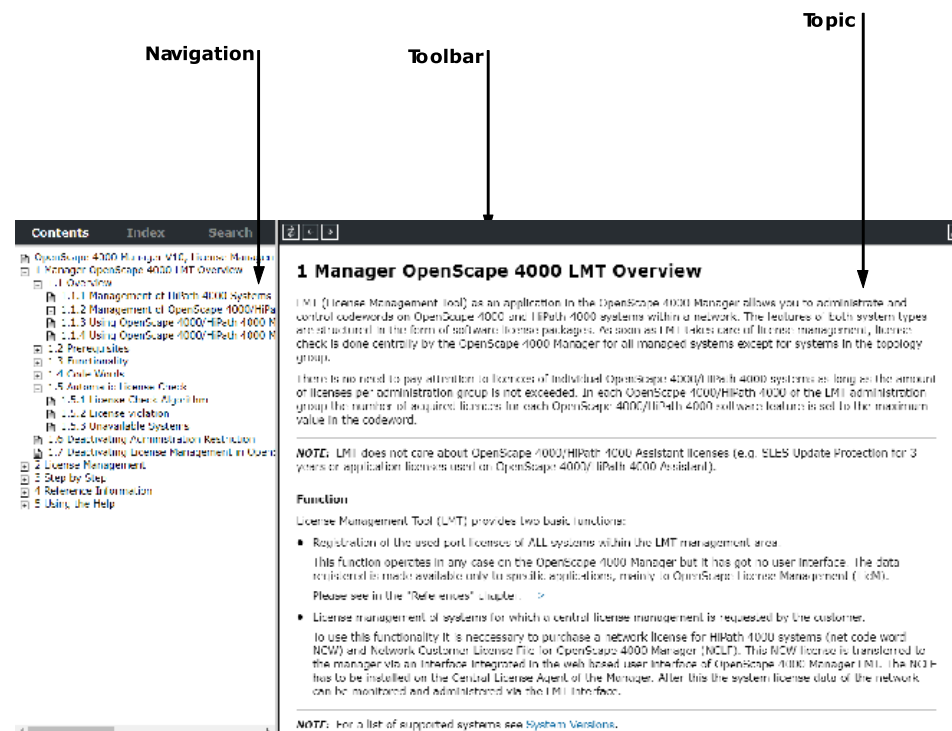 Topic
Navigation
Toolbar
Contents Index Search
OpenScape 4000 Manager V10, License Managem
1 Manager OpenScape 4000 LMT Overview
1.1 Overview
1.1.1 Management of HiPath 4000 Systems
1.1.2 Management of OpenScape 4000/HiPa
1.1.3 Using OpenScape 4000/HiPath 4000 M
1.1.4 Using OpenScape 4000/HiPath 4000 M
1.2 Prerequisites
1.3 Functionality
1.4 Code Words
1.5 Automatic License Check
1.5.1 License Check Algorithm
1.5.2 License violation
1.5.3 Unavailable Systems
1.6 Deactivating Administration Restriction
1.7 Deactivating License Management in Open
2 License Management
3 Step by Step
4 Reference Information
5 Using the Help
1 Manager OpenScape 4000 LMT Overview
LMT (License Management Tool) as an application in the OpenScape 4000 Manager allows you to administrate and
control codewords on OpenScape 4000 and HiPath 4000 systems within a network. The features of both system types
are structured in the form of software license packages. As soon as LMT takes care of license management, license
check is done centrally by the OpenScape 4000 Manager for all managed systems except for systems in the topology
group.
There is no need to pay attention to licences of individual OpenScape 4000/HiPath 4000 systems as long as the amount
of licenses per administration group is not exceeded. In each OpenScape 4000/HiPath 4000 of the LMT administration
group the number of acquired licences for each OpenScape 4000/HiPath 4000 software feature is set to the maximum
value in the codeword.
NOTE: LMT does not care about OpenScape 4000/HiPath 4000 Assistant licenses (e.g. SLES Update Protection for 3
years or application licenses used on OpenScape 4000/HiPath 4000 Assistant).
Function
License Management Tool (LMT) provides two basic functions:
• Registration of the used port licenses of ALL systems within the LMT management area.
This function operates in any case on the OpenScape 4000 Manager but it has got no user interface. The data
registered is made available only to specific applications, mainly to OpenScape License Management (LicM).
Please see in the "References" chapter. >
• License management of systems for which a central license management is requested by the customer.
To use this functionality it is neccessary to purchase a network license for HiPath 4000 systems (net code word
NCW) and Network Customer License File for OpenScape 4000 Manager (NCLF). This NCW license is transferred to
the manager via an interface integrated in the web based user interface of OpenScape 4000 Manager LMT. The NCLF
has to be installed on the Central License Agent of the Manager. After this the system license data of the network
can be monitored and administered via the LMT interface.
NOTE: For a list of supported systems see System Versions.